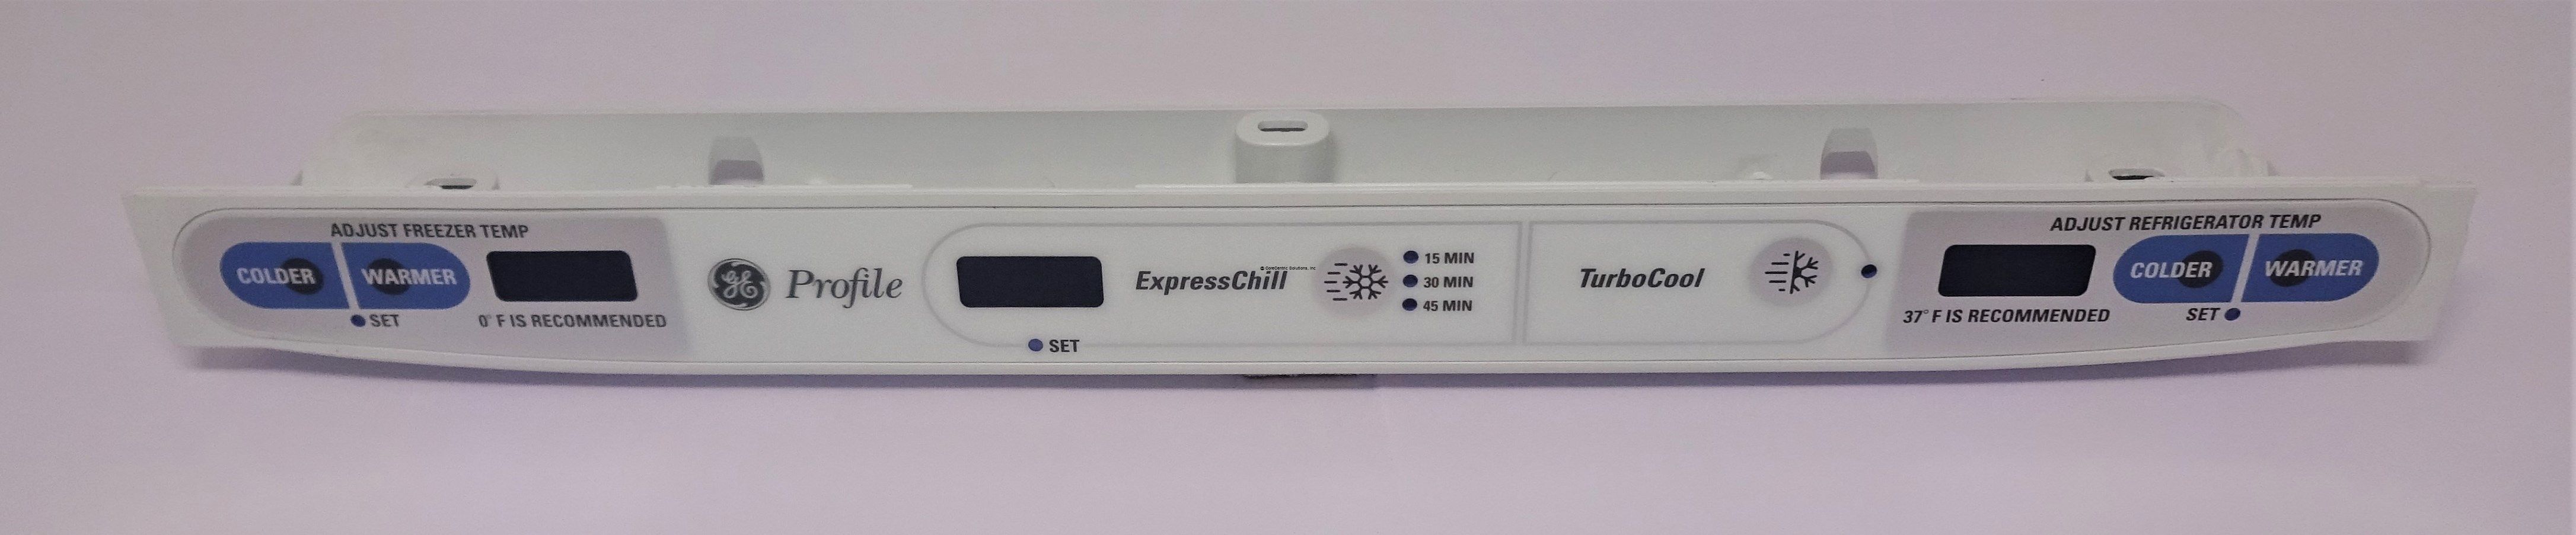 ADJUST FREEZER TEMP
COLDER WARMER
SET
0° F IS RECOMMENDED
GE Profile
SET
ExpressChill
15 MIN
30 MIN
45 MIN
TurboCool
ADJUST REFRIGERATOR TEMP
COLDER WARMER
37° F IS RECOMMENDED
SET